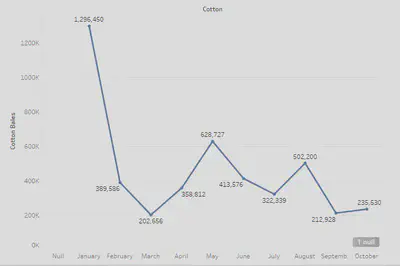 Cotton
1,296,450
1200K
1000K
800K
628,727
600K
502,200
389,586
413,576
400K
358,812
322,339
235,530
202,656
212,928
200K
1 null
0K
Cotton Bales
Null January February March April May June July August Septemb October